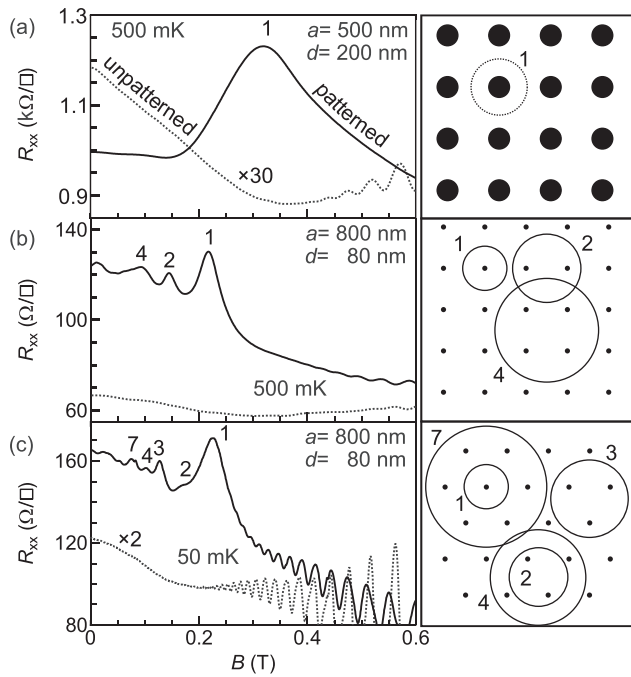 (a)
1.3
1.1
0.9
R_xx (kΩ/□)
500 mK
unpatterned
1
patterned
a= 500 nm
d= 200 nm
×30
1
(b)
140
100
60
R_xx (Ω/□)
4
2
1
a= 800 nm
d= 80 nm
500 mK
1
2
4
(c)
160
120
80
R_xx (Ω/□)
7
4
3
2
1
a= 800 nm
d= 80 nm
×2
50 mK
7
3
1
2
4
0
0.2
0.4
0.6
B (T)